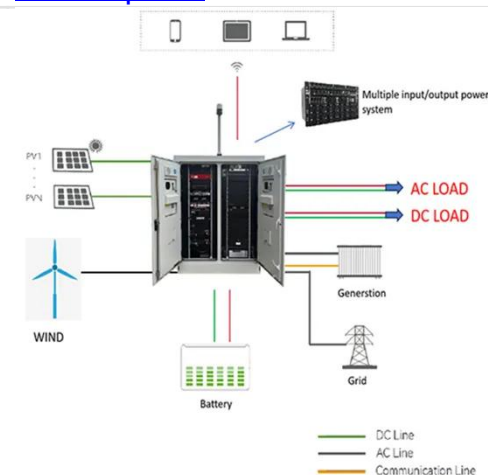 Multiple input/output power
system
PV1
PVN
AC LOAD
DC LOAD
WIND
Generstion
Grid
Battery
DC Line
AC Line
Communication Line